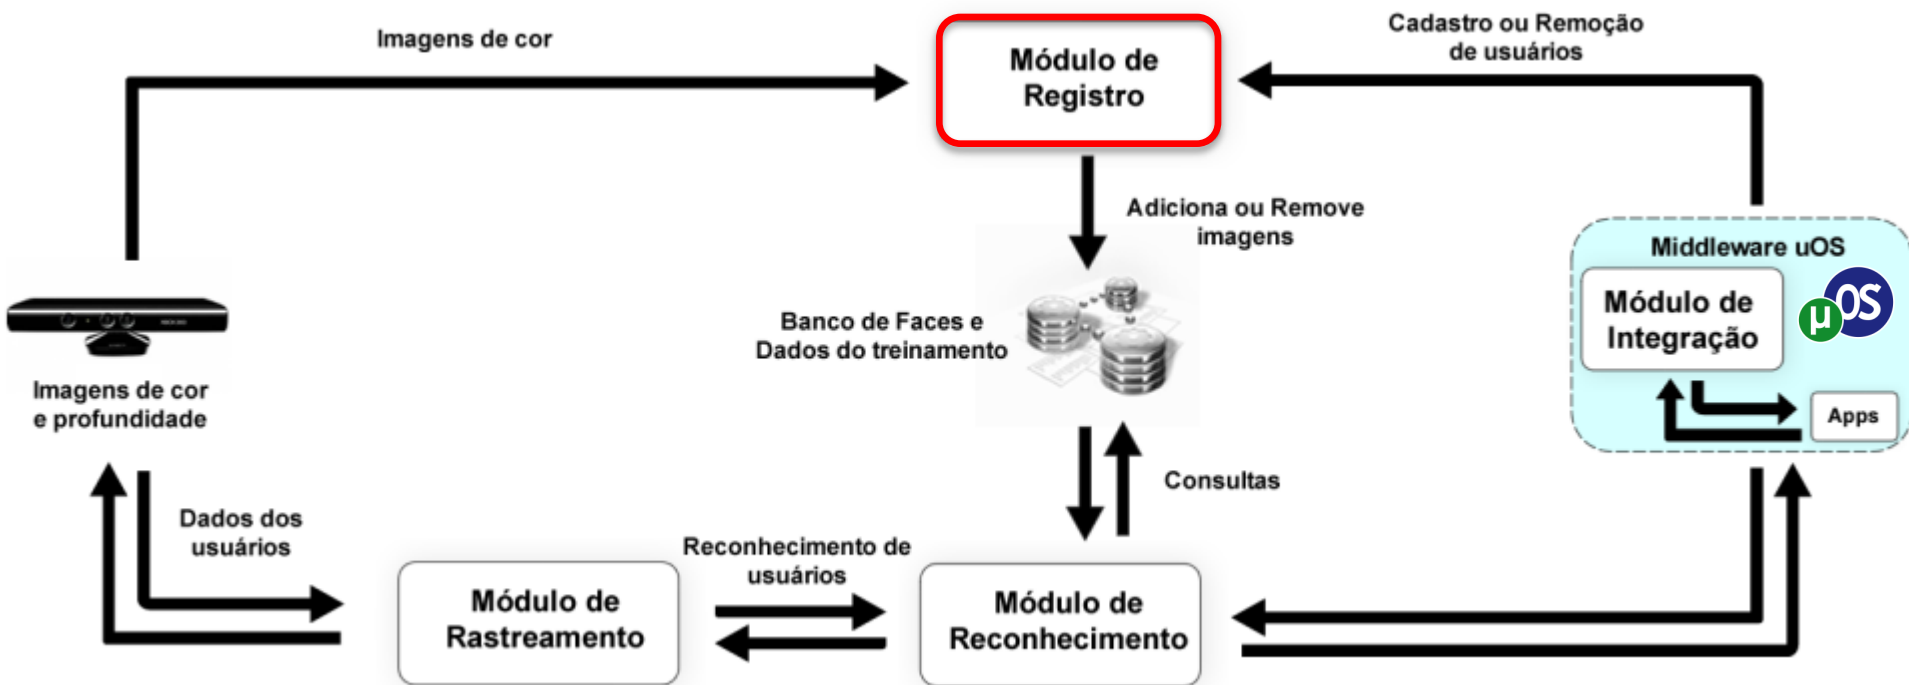 Imagens de cor
Módulo de
Registro
Cadastro ou Remoção
de usuários
Adiciona ou Remove
imagens
Middleware uOS
Módulo de
Integração
µOS
Apps
Banco de Faces e
Dados do treinamento
Imagens de cor
e profundidade
Consultas
Dados dos
usuários
Reconhecimento de
usuários
Módulo de
Rastreamento
Módulo de
Reconhecimento